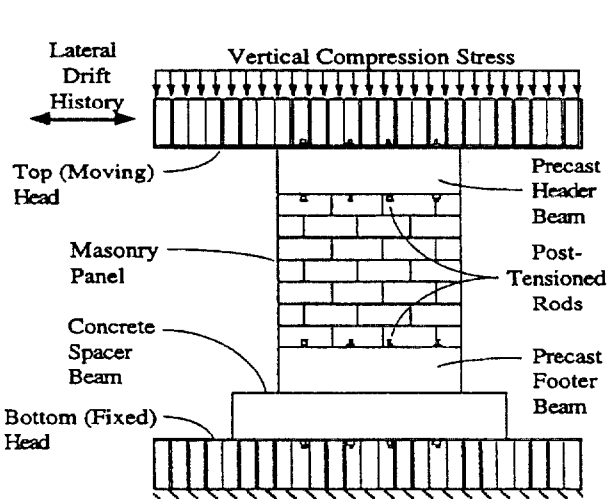 Lateral
Drift
History
Vertical Compression Stress
Top (Moving)
Head
Precast
Header
Beam
Masonry
Panel
Post-
Tensioned
Rods
Concrete
Spacer
Beam
Precast
Footer
Beam
Bottom (Fixed)
Head